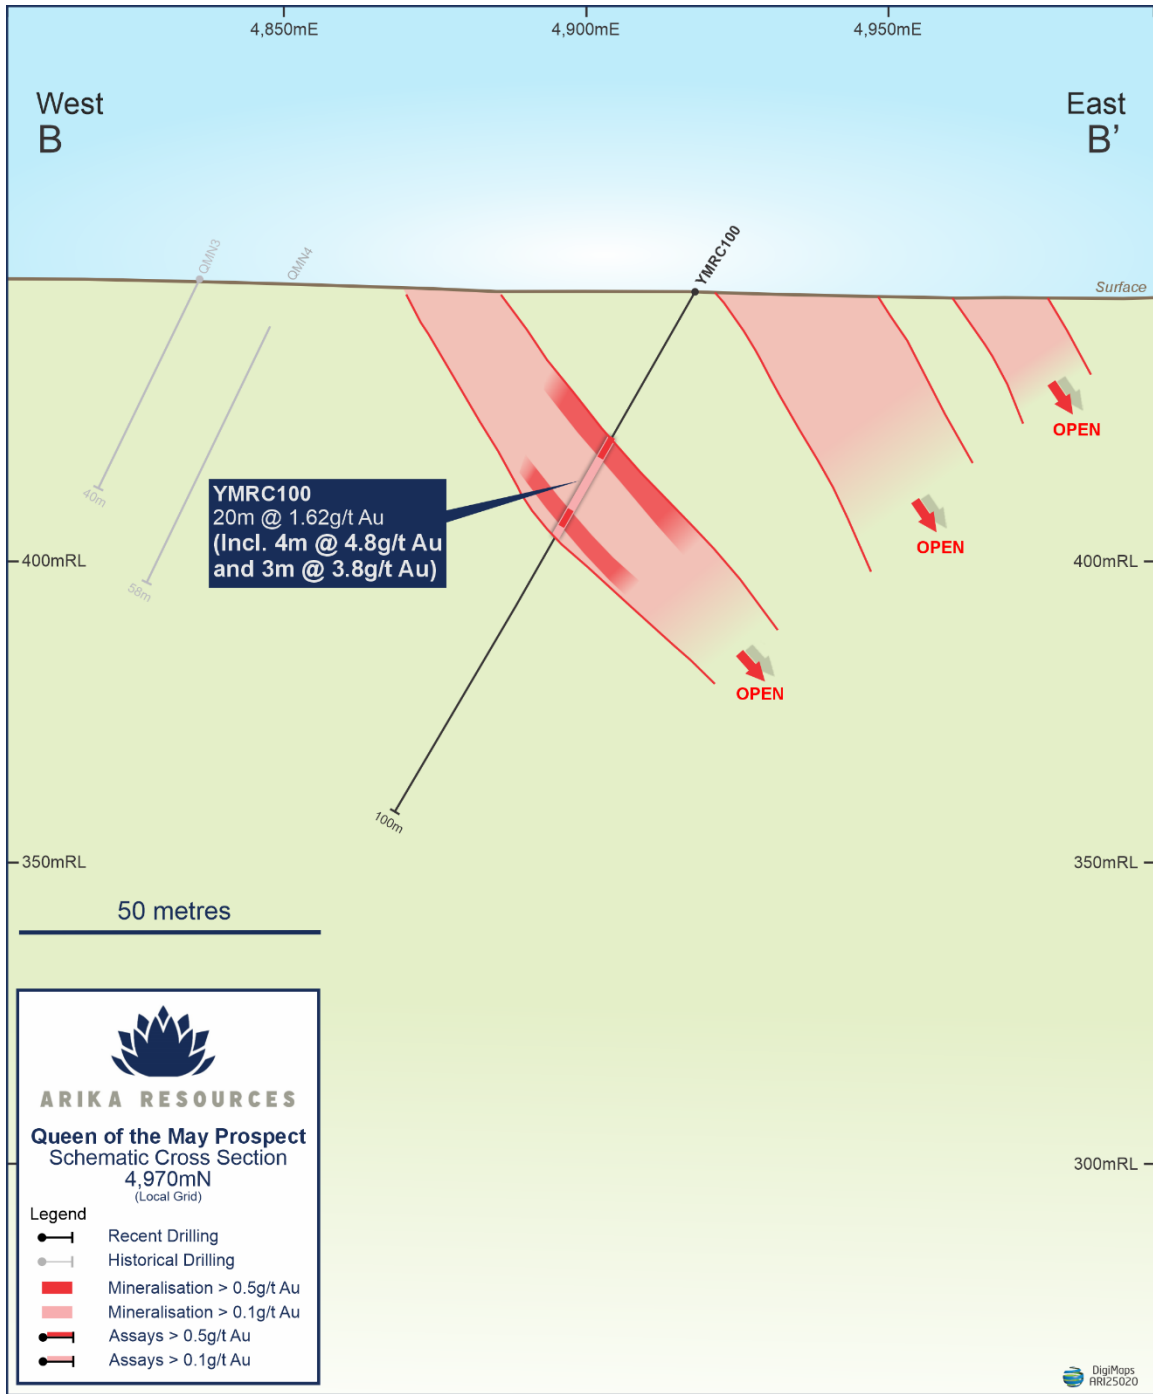 4,850mE
4,900mE
4,950mE
West
B
East
B’
QMN3
QMN4
YMRC100
Surface
40m
58m
YMRC100
20m @ 1.62g/t Au
(Incl. 4m @ 4.8g/t Au
and 3m @ 3.8g/t Au)
OPEN
OPEN
OPEN
400mRL
400mRL
100m
350mRL
350mRL
50 metres
300mRL
ARIKA RESOURCES
Queen of the May Prospect
Schematic Cross Section
4,970mN
(Local Grid)
Legend
Recent Drilling
Historical Drilling
Mineralisation > 0.5g/t Au
Mineralisation > 0.1g/t Au
Assays > 0.5g/t Au
Assays > 0.1g/t Au
DigiMaps
ARI25020